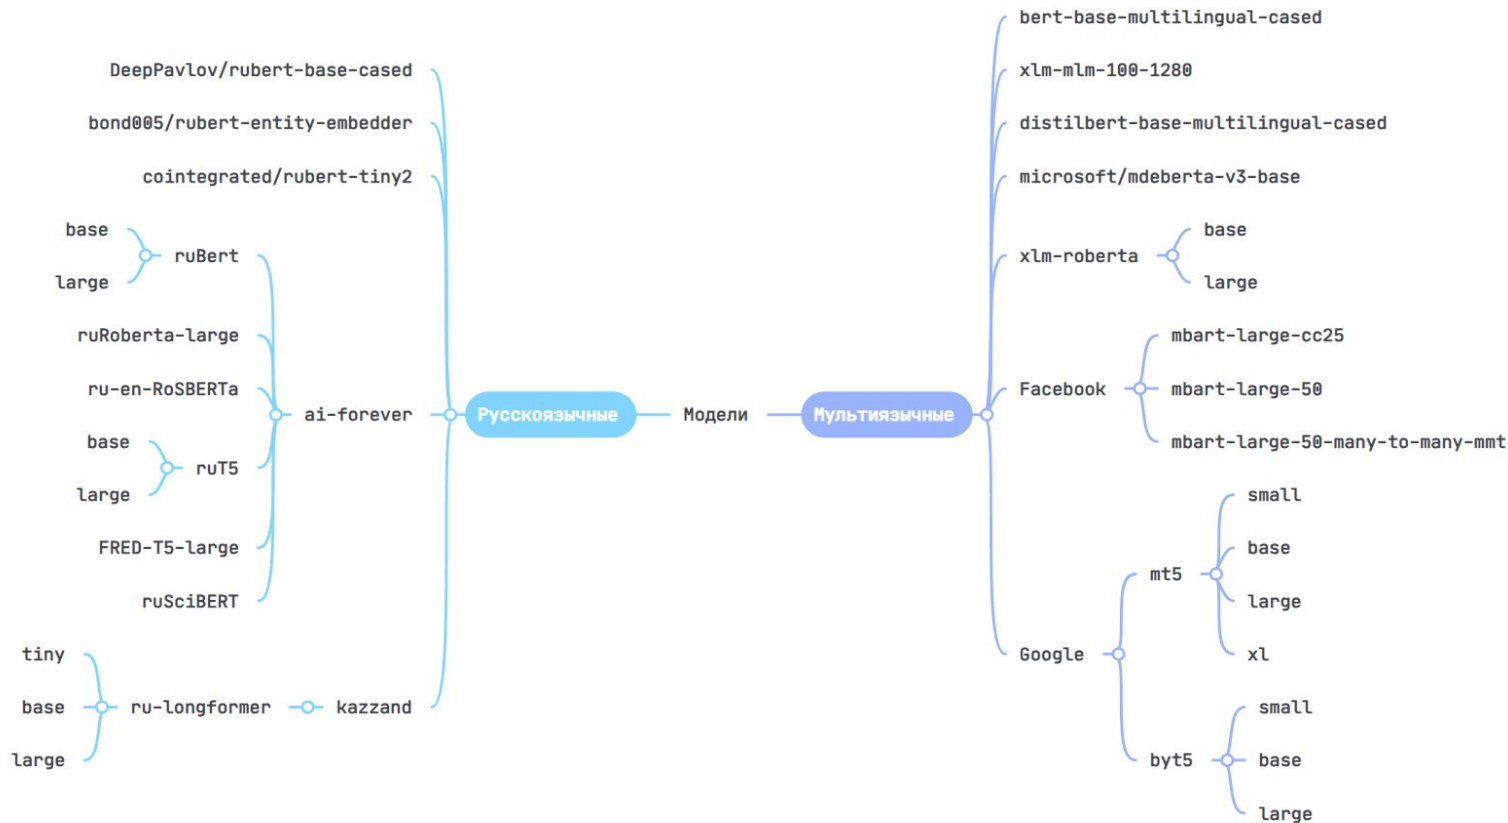 Модели
Русскоязычные
DeepPavlov/rubert-base-cased
bond005/rubert-entity-embedder
cointegrated/rubert-tiny2
ai-forever
ruBert
base
large
ruRoberta-large
ru-en-RoSBERTa
ruT5
base
large
FRED-T5-large
ruSciBERT
kazzand
ru-longformer
tiny
base
large
Мультиязычные
bert-base-multilingual-cased
xlm-mlm-100-1280
distilbert-base-multilingual-cased
microsoft/mdeberta-v3-base
xlm-roberta
base
large
Facebook
mbart-large-cc25
mbart-large-50
mbart-large-50-many-to-many-mmt
Google
mt5
small
base
large
xl
byt5
small
base
large